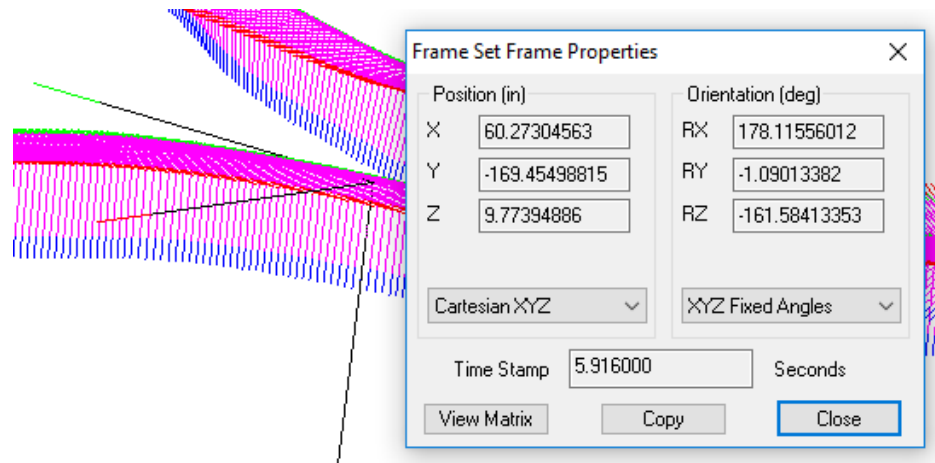 Frame Set Frame Properties
Position (in)
Orientation (deg)
X 60.27304563
RX 178.11556012
Y -169.45498815
RY -1.09013382
Z 9.77394886
RZ -161.58413353
Cartesian XYZ
XYZ Fixed Angles
Time Stamp 5.916000 Seconds
View Matrix
Copy
Close